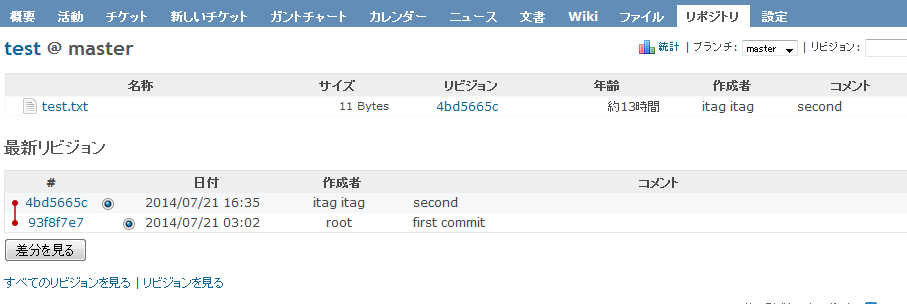 概要 活動 チケット 新しいチケット ガントチャート カレンダー ニュース 文書 Wiki ファイル リポジトリ 設定
test @ master 統計 | ブランチ: master | リビジョン:
名称 サイズ リビジョン 年齢 作成者 コメント
test.txt 11 Bytes 4bd5665c 約13時間 itag itag second
最新リビジョン
# 日付 作成者 コメント
4bd5665c 2014/07/21 16:35 itag itag second
93f8f7e7 2014/07/21 03:02 root first commit
差分を見る
すべてのリビジョンを見る | リビジョンを見る